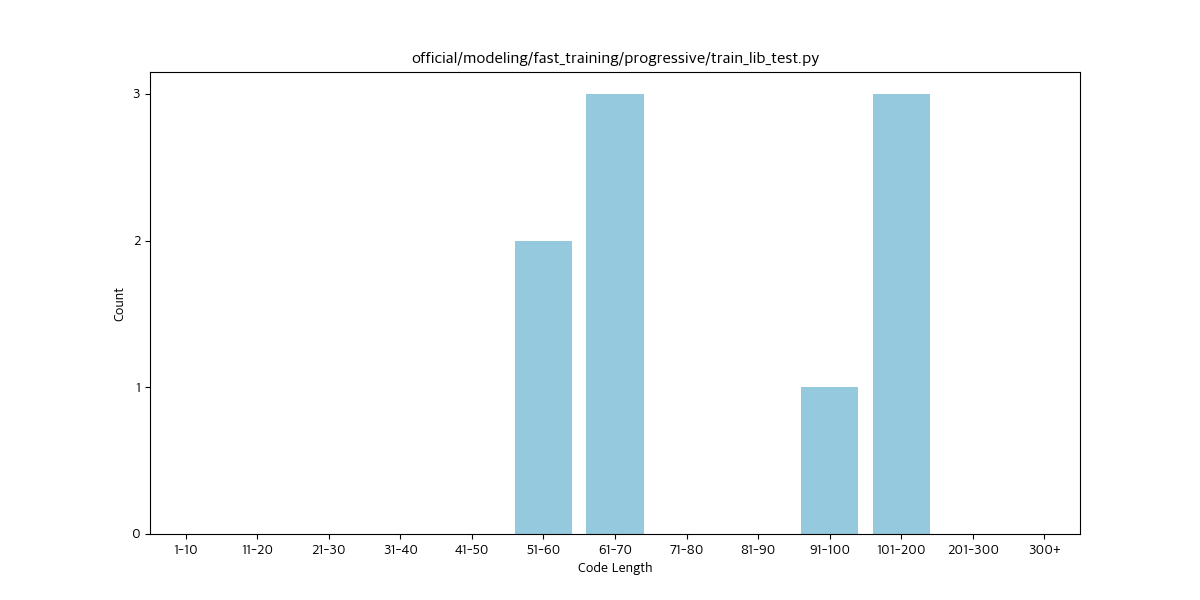 official/modeling/fast_training/progressive/train_lib_test.py
3
2
1
0
Count
1-10 11-20 21-30 31-40 41-50 51-60 61-70 71-80 81-90 91-100 101-200 201-300 300+
Code Length